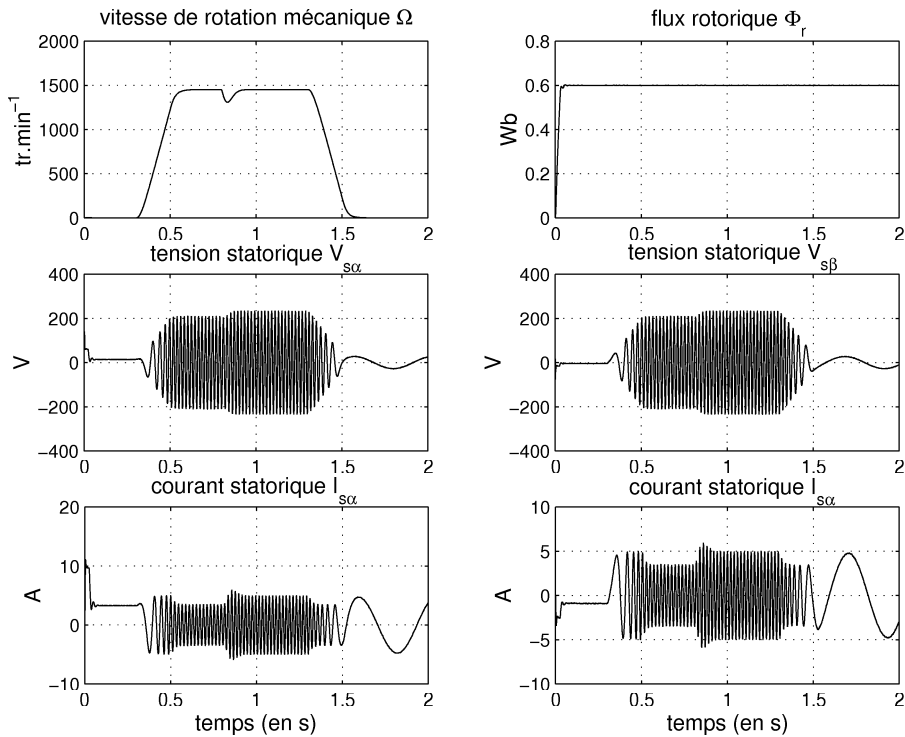 vitesse de rotation mécanique Ω
2000
1500
1000
500
0
tr.min⁻¹
0 0.5 1 1.5 2
flux rotorique Φr
0.8
0.6
0.4
0.2
0
Wb
0 0.5 1 1.5 2
tension statorique Vsα
400
200
0
−200
−400
V
0 0.5 1 1.5 2
tension statorique Vsβ
400
200
0
−200
−400
V
0 0.5 1 1.5 2
courant statorique Isα
20
10
0
−10
A
0 0.5 1 1.5 2
temps (en s)
courant statorique Isα
10
5
0
−5
−10
A
0 0.5 1 1.5 2
temps (en s)